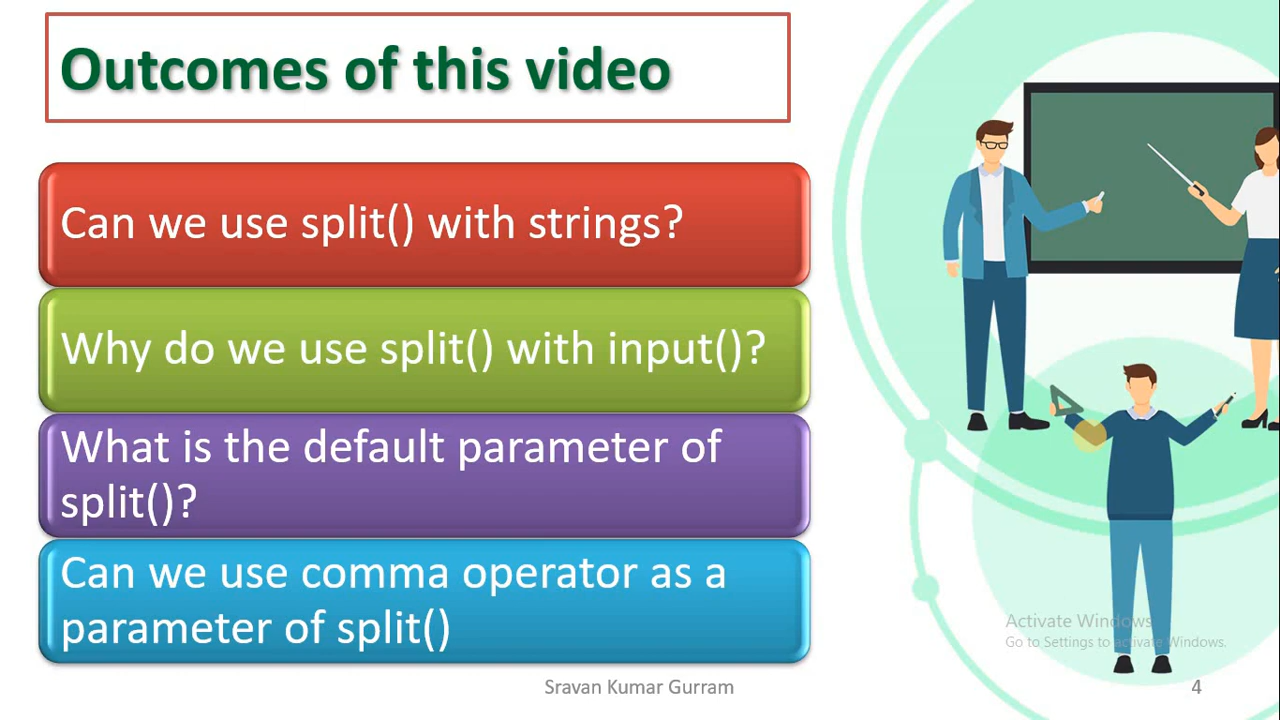 Outcomes of this video
Can we use split() with strings?
Why do we use split() with input()?
What is the default parameter of
split()?
Can we use comma operator as a
parameter of split()
Activate Windows
Go to Settings to activate Windows.
Sravan Kumar Gurram
4